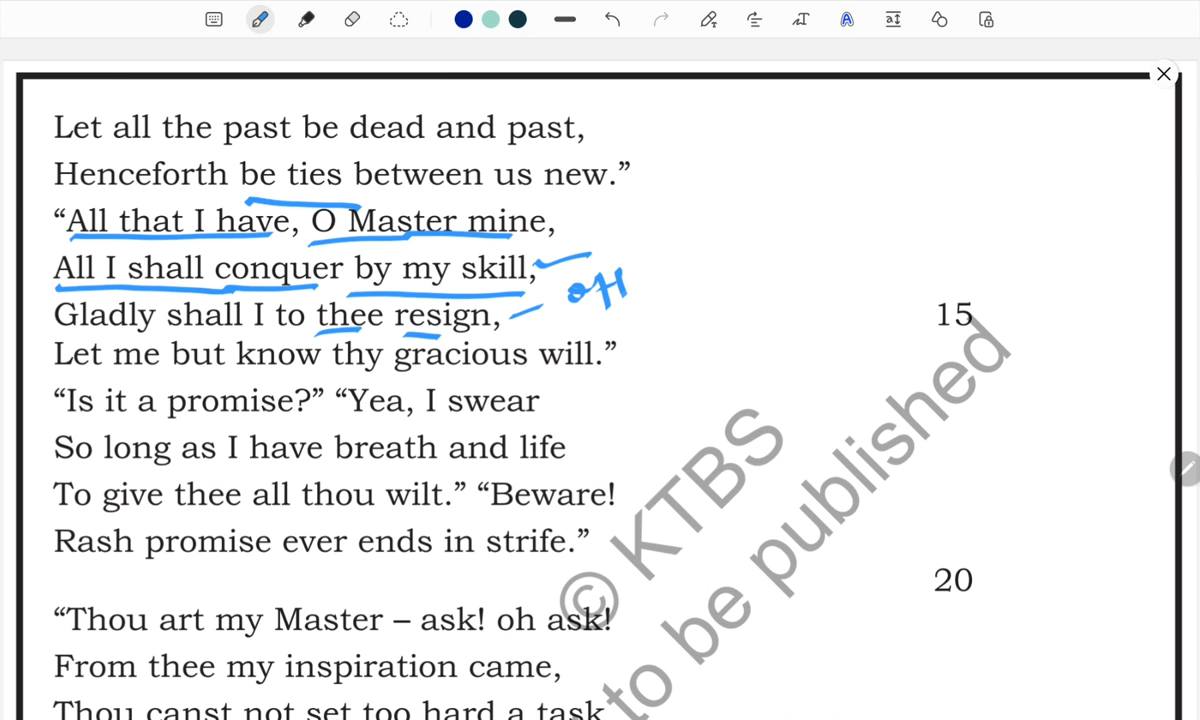 Let all the past be dead and past,
Henceforth be ties between us new.”
“All that I have, O Master mine,
All I shall conquer by my skill,
Gladly shall I to thee resign,
15
Let me but know thy gracious will.”
“Is it a promise?” “Yea, I swear
So long as I have breath and life
To give thee all thou wilt.” “Beware!
Rash promise ever ends in strife.”
20
“Thou art my Master – ask! oh ask!
From thee my inspiration came,
Thou canst not set too hard a task
© KTBS
to be published